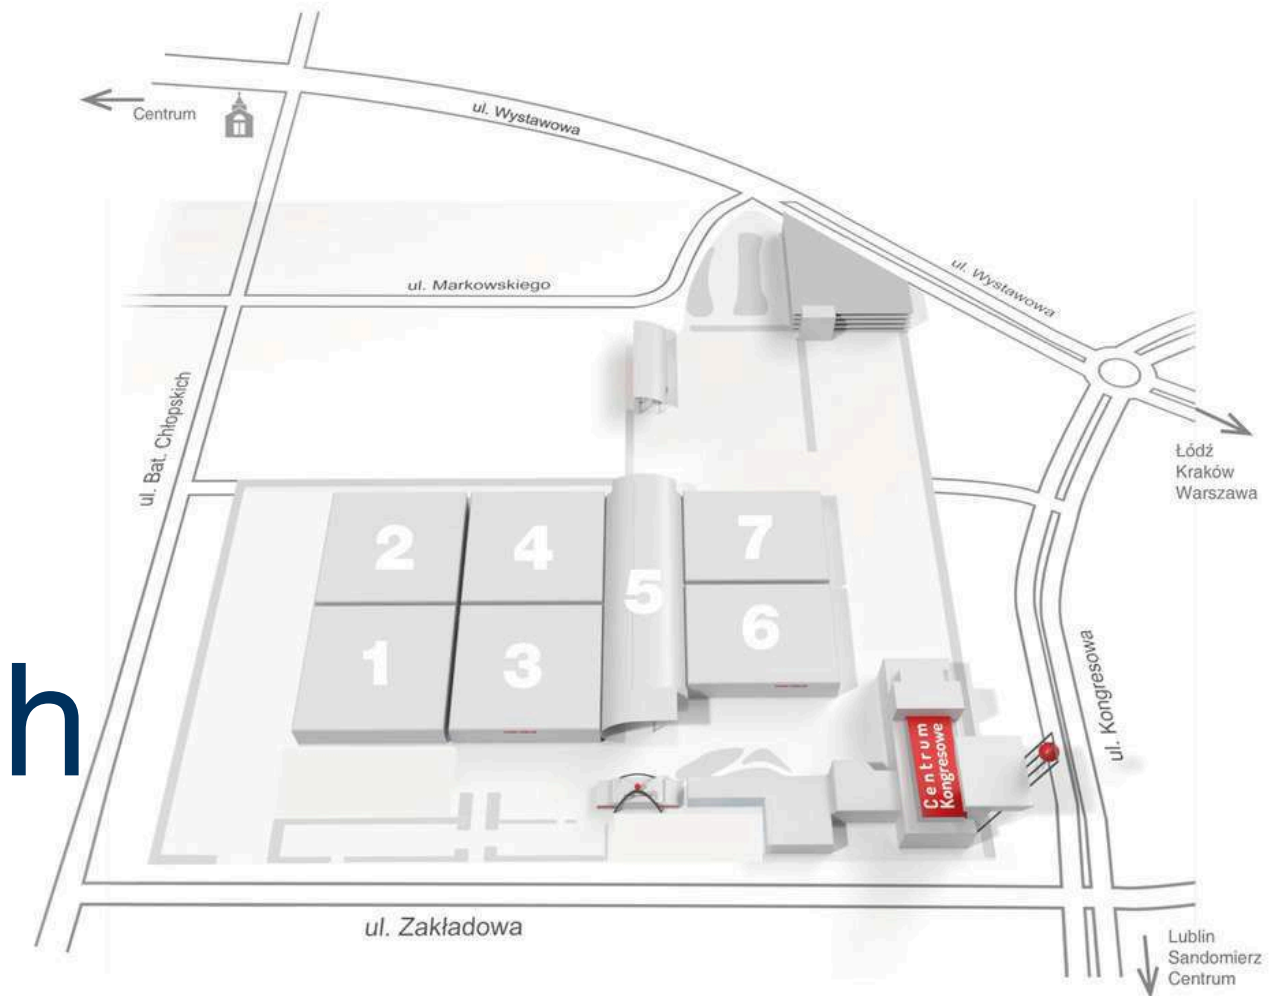 Centrum
ul. Wystawowa
ul. Wystawowa
ul. Markowskiego
ul. Bat. Chłopskich
Łódź
Kraków
Warszawa
2
4
5
7
1
3
6
h
Centrum
Kongresowe
ul. Kongresowa
ul. Zakładowa
Lublin
Sandomierz
Centrum